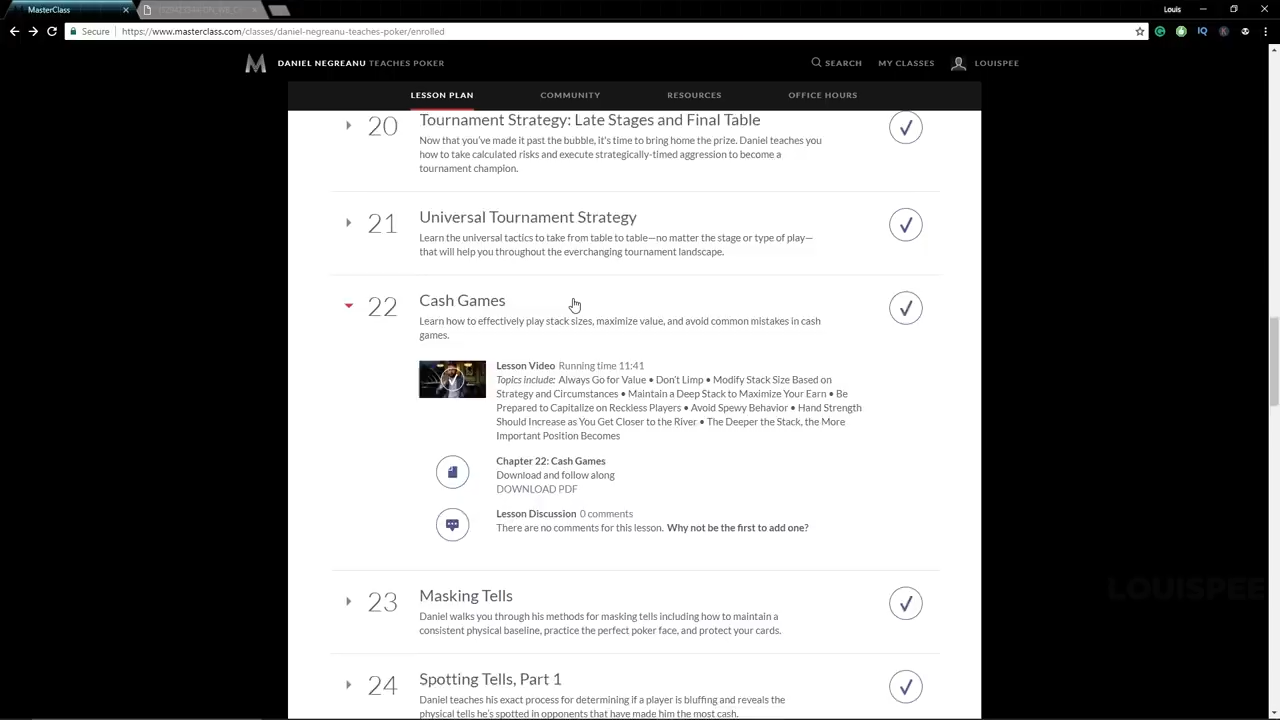 MasterClass
Louis
Secure
https://www.masterclass.com/classes/daniel-negreanu-teaches-poker/enrolled
DANIEL NEGREANU TEACHES POKER
SEARCH
MY CLASSES
LOUISPEE
LESSON PLAN
COMMUNITY
RESOURCES
OFFICE HOURS
20
Tournament Strategy: Late Stages and Final Table
Now that you've made it past the bubble, it's time to bring home the prize. Daniel teaches you
how to take calculated risks and execute strategically-timed aggression to become a
tournament champion.
21
Universal Tournament Strategy
Learn the universal tactics to take from table to table—no matter the stage or type of play—
that will help you throughout the everchanging tournament landscape.
22
Cash Games
Learn how to effectively play stack sizes, maximize value, and avoid common mistakes in cash
games.
Lesson Video Running time 11:41
Topics include: Always Go for Value • Don't Limp • Modify Stack Size Based on
Strategy and Circumstances • Maintain a Deep Stack to Maximize Your Earn • Be
Prepared to Capitalize on Reckless Players • Avoid Spewy Behavior • Hand Strength
Should Increase as You Get Closer to the River • The Deeper the Stack, the More
Important Position Becomes
Chapter 22: Cash Games
Download and follow along
DOWNLOAD PDF
Lesson Discussion 0 comments
There are no comments for this lesson. Why not be the first to add one?
LOUISPEE
23
Masking Tells
Daniel walks you through his methods for masking tells including how to maintain a
consistent physical baseline, practice the perfect poker face, and protect your cards.
24
Spotting Tells, Part 1
Daniel teaches his exact process for determining if a player is bluffing and reveals the
physical tells he's spotted in opponents that have made him the most cash.